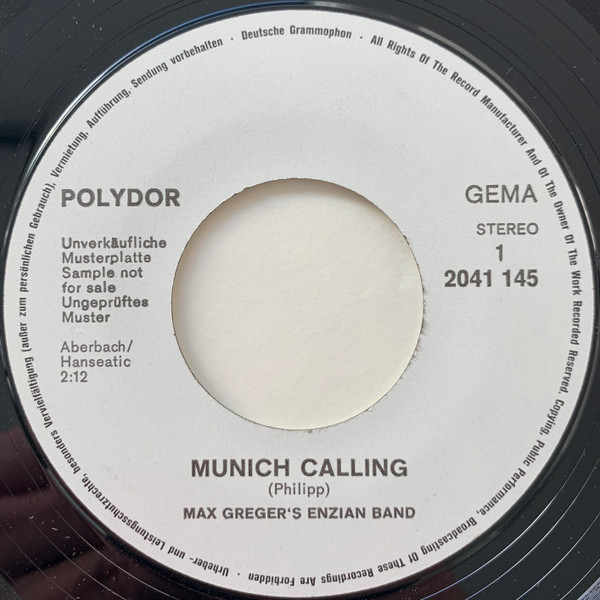 Urheber- und Leistungsschutzrechte, besonders Vervielfältigung (außer zum persönlichen Gebrauch), Vermietung, Aufführung, Sendung vorbehalten · Deutsche Grammophon · All Rights Of The Record Manufacturer And Of The Owner Of The Work Recorded Reserved. Copying, Public Performance, Broadcasting Of These Recordings Are Forbidden ·
POLYDOR
GEMA
STEREO
1
2041 145
Unverkäufliche
Musterplatte
Sample not
for sale
Ungeprüftes
Muster
Aberbach/
Hanseatic
2:12
MUNICH CALLING
(Philipp)
MAX GREGER'S ENZIAN BAND